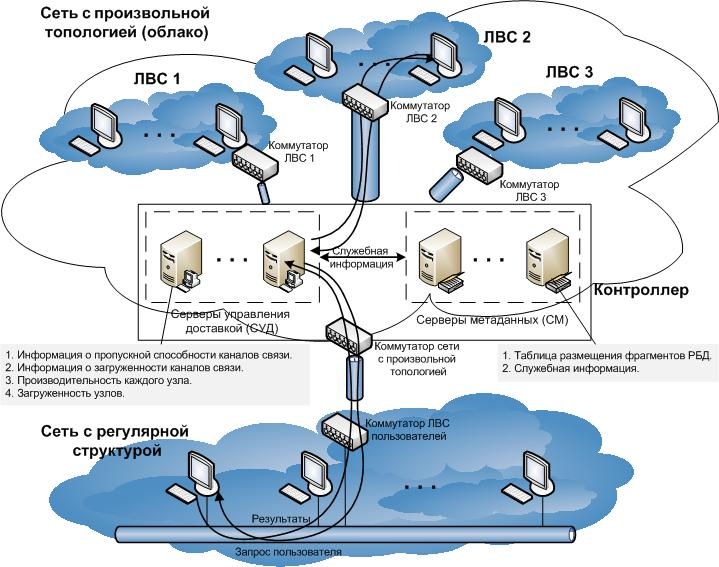 Сеть с произвольной
топологией (облако)
ЛВС 1
ЛВС 2
ЛВС 3
Коммутатор
ЛВС 2
Коммутатор
ЛВС 1
Коммутатор
ЛВС 3
Служебная
информация
Контроллер
Серверы управления
доставкой (СУД)
Серверы метаданных (СМ)
1. Информация о пропускной способности каналов связи.
2. Информация о загруженности каналов связи.
3. Производительность каждого узла.
4. Загруженность узлов.
Коммутатор сети
с произвольной
топологией
1. Таблица размещения фрагментов РБД.
2. Служебная информация.
Сеть с регулярной
структурой
Коммутатор ЛВС
пользователей
Результаты
Запрос пользователя